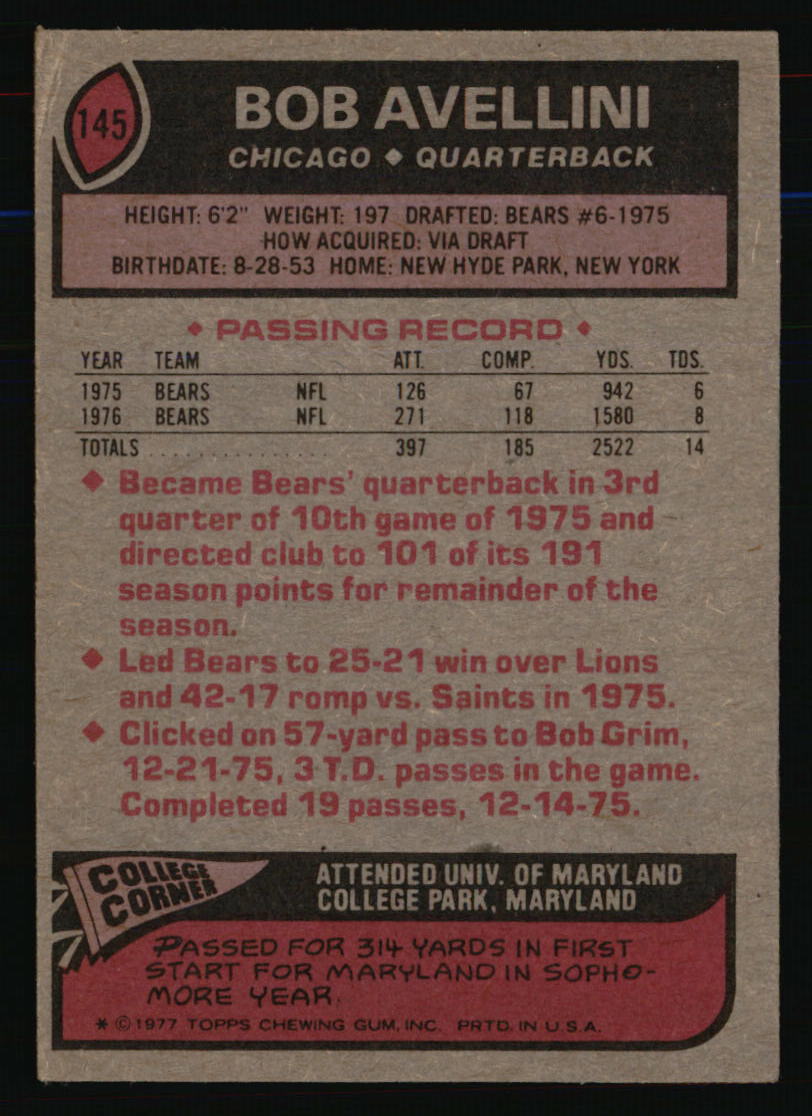 145
BOB AVELLINI
CHICAGO ◆ QUARTERBACK
HEIGHT: 6'2" WEIGHT: 197 DRAFTED: BEARS #6-1975
HOW ACQUIRED: VIA DRAFT
BIRTHDATE: 8-28-53 HOME: NEW HYDE PARK, NEW YORK
◆ PASSING RECORD ◆
YEAR TEAM ATT. COMP. YDS. TDS.
1975 BEARS NFL 126 67 942 6
1976 BEARS NFL 271 118 1580 8
TOTALS ............... 397 185 2522 14
◆ Became Bears' quarterback in 3rd
quarter of 10th game of 1975 and
directed club to 101 of its 191
season points for remainder of the
season.
◆ Led Bears to 25-21 win over Lions
and 42-17 romp vs. Saints in 1975.
◆ Clicked on 57-yard pass to Bob Grim,
12-21-75, 3 T.D. passes in the game.
Completed 19 passes, 12-14-75.
COLLEGE
CORNER
ATTENDED UNIV. OF MARYLAND
COLLEGE PARK, MARYLAND
PASSED FOR 314 YARDS IN FIRST
START FOR MARYLAND IN SOPHO-
MORE YEAR.
* © 1977 TOPPS CHEWING GUM, INC. PRTD. IN U.S.A.